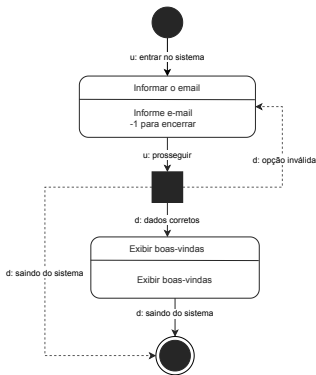 u: entrar no sistema
Informar o email
Informe e-mail
-1 para encerrar
u: prosseguir
d: opção inválida
d: dados corretos
Exibir boas-vindas
Exibir boas-vindas
d: saindo do sistema
d: saindo do sistema